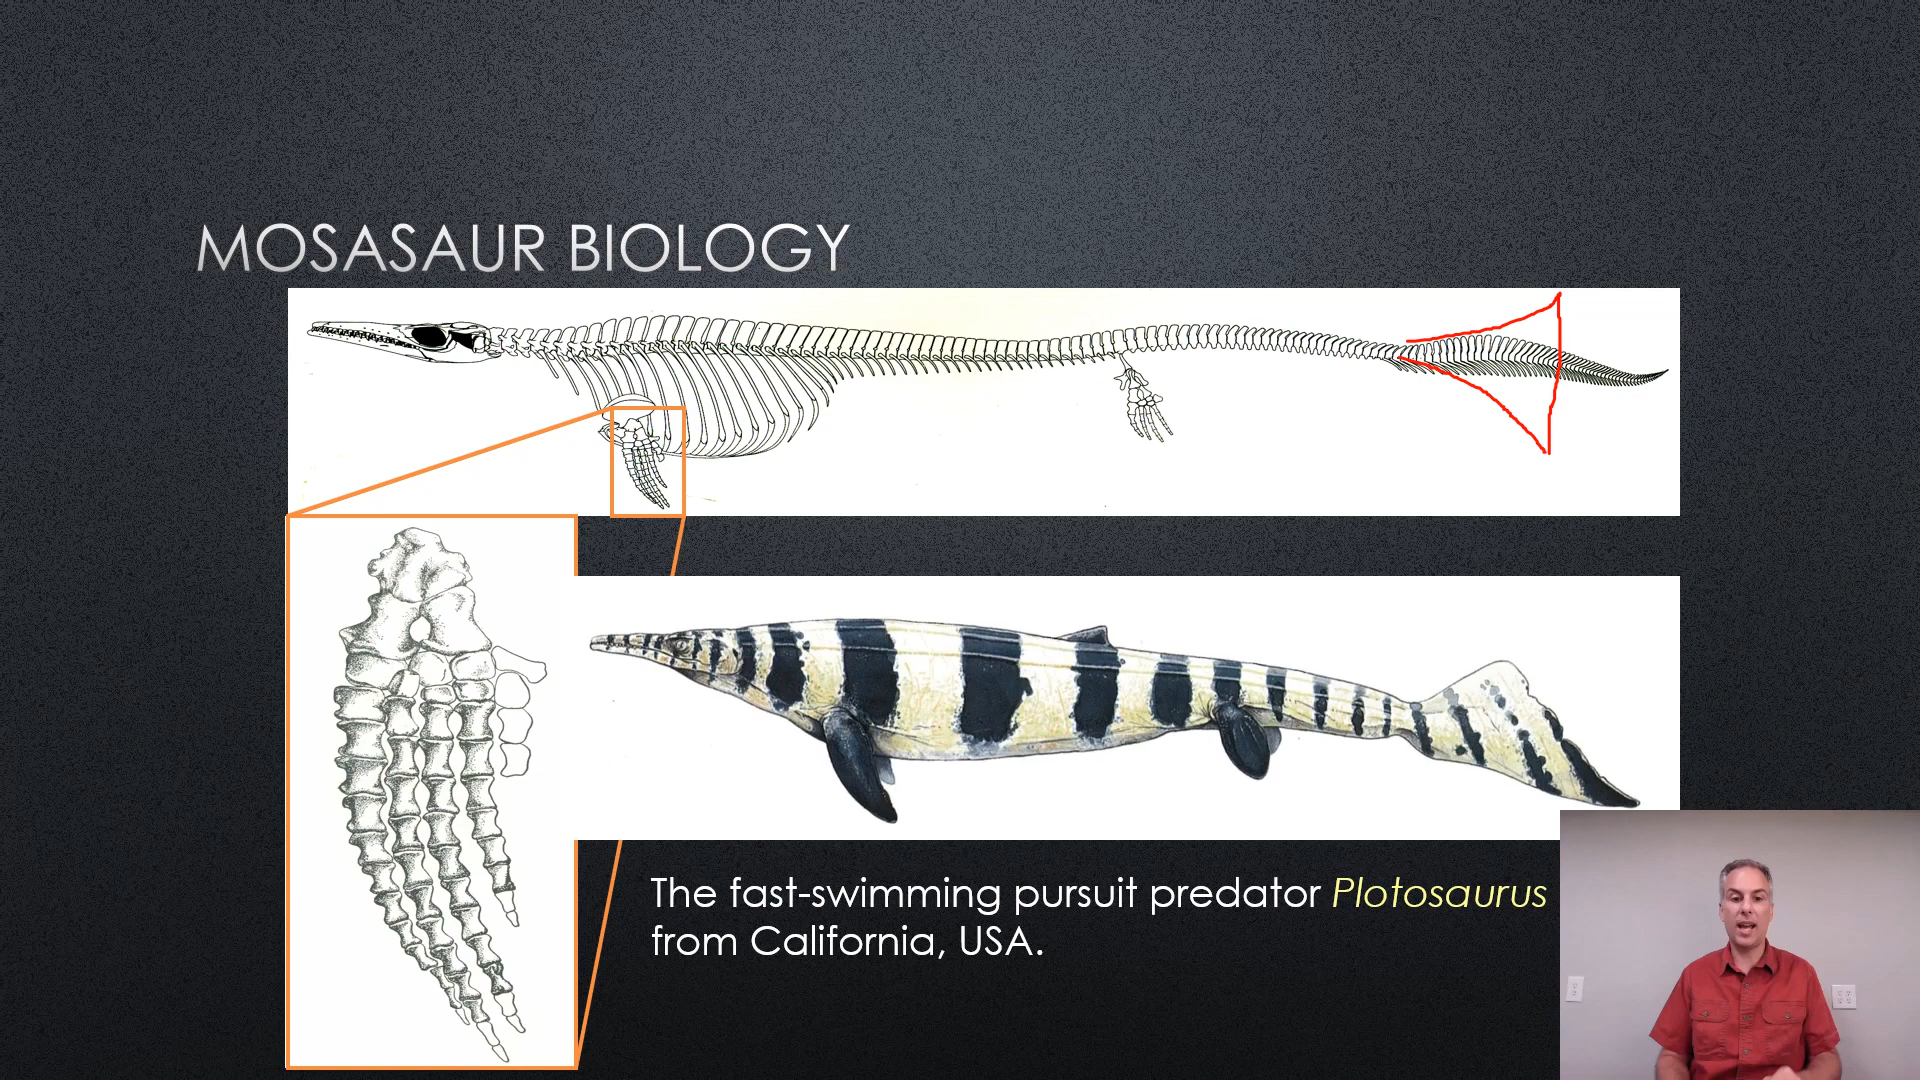 MOSASAUR BIOLOGY
The fast-swimming pursuit predator Plotosaurus
from California, USA.